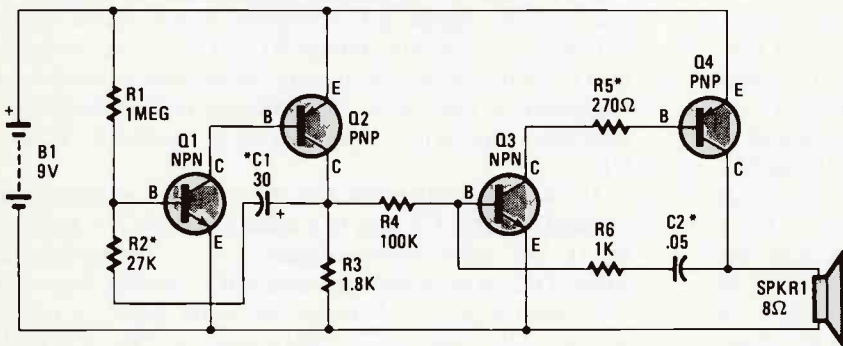 R1
1MEG
Q1
NPN
B
C
E
B1
9V
+
R2*
27K
*C1
30
+
E
B
C
Q2
PNP
R3
1.8K
R4
100K
Q3
NPN
B
C
E
R5*
270Ω
B
Q4
PNP
E
C
R6
1K
C2*
.05
SPKR1
8Ω